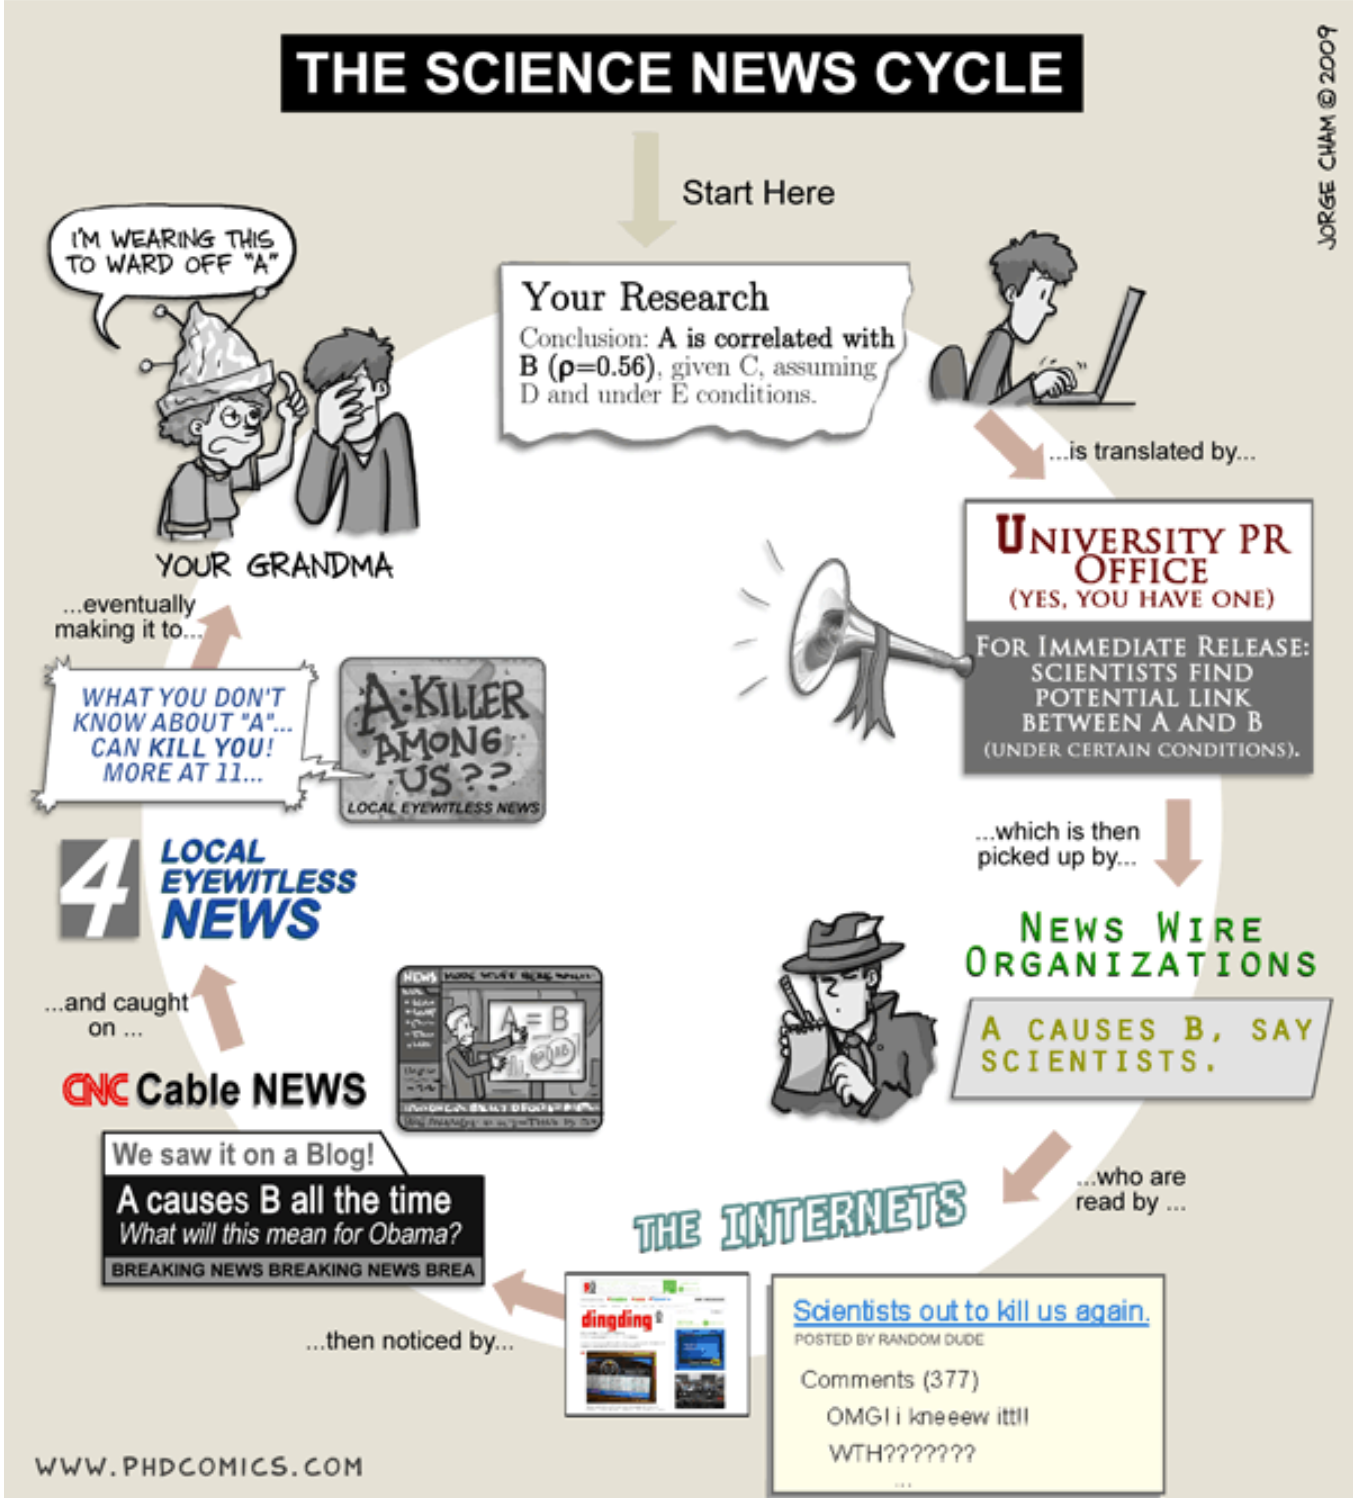 THE SCIENCE NEWS CYCLE
JORGE CHAM © 2009
Start Here
Your Research
Conclusion: A is correlated with
B (ρ=0.56), given C, assuming
D and under E conditions.
...is translated by...
UNIVERSITY PR
OFFICE
(YES, YOU HAVE ONE)
FOR IMMEDIATE RELEASE:
SCIENTISTS FIND
POTENTIAL LINK
BETWEEN A AND B
(UNDER CERTAIN CONDITIONS).
...which is then
picked up by...
NEWS WIRE
ORGANIZATIONS
A CAUSES B, SAY
SCIENTISTS.
...who are
read by ...
THE INTERNETS
dingding
Scientists out to kill us again.
POSTED BY RANDOM DUDE
Comments (377)
OMG! i kneeew itt!!
WTH???????
...
...then noticed by...
We saw it on a Blog!
A causes B all the time
What will this mean for Obama?
BREAKING NEWS BREAKING NEWS BREA
CNC Cable NEWS
NEWS
A = B
...and caught
on ...
4 LOCAL
EYEWITLESS
NEWS
WHAT YOU DON'T
KNOW ABOUT "A"...
CAN KILL YOU!
MORE AT 11...
A: KILLER
AMONG
US??
LOCAL EYEWITLESS NEWS
...eventually
making it to...
YOUR GRANDMA
I'M WEARING THIS
TO WARD OFF "A"
WWW.PHDCOMICS.COM